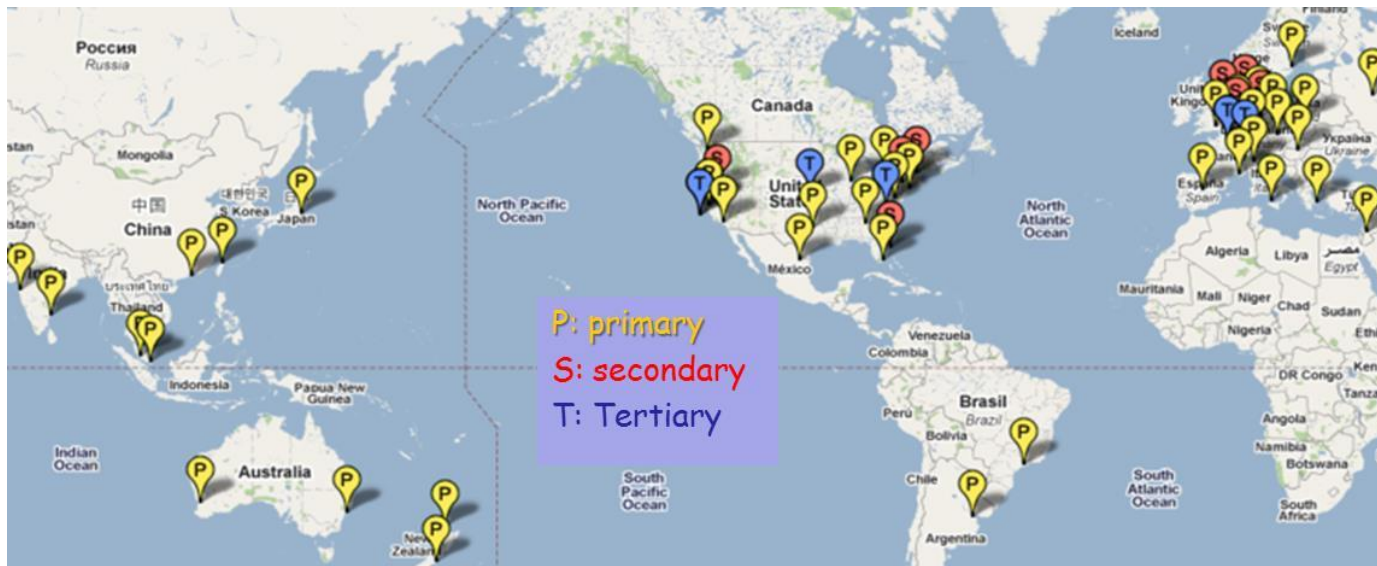 Россия
Russia
Mongolia
中国
China
대한민국
S Korea
Japan
Thailand
Indonesia
Papua New
Guinea
Indian
Ocean
Australia
New
Zealand
North Pacific
Ocean
South
Pacific
Ocean
Canada
México
Venezuela
Colombia
Perú
Brasil
Brazil
Bolivia
Chile
Argentina
North
Atlantic
Ocean
South
Atlantic
Ocean
Iceland
España
Spain
Україна
Ukraine
Algeria
Libya
مصر
Egypt
Mauritania
Mali
Niger
Chad
Sudan
Nigeria
DR Congo
Angola
Namibia
Botswana
South
Africa
P: primary
S: secondary
T: Tertiary
P
S
T